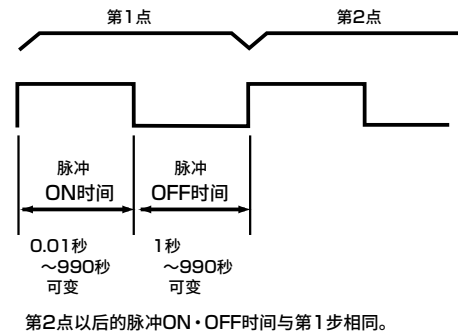 第1点 第2点
脉冲 脉冲
ON时间 OFF时间
0.01秒 1秒
～990秒 ～990秒
可变 可变
第2点以后的脉冲ON・OFF时间与第1步相同。